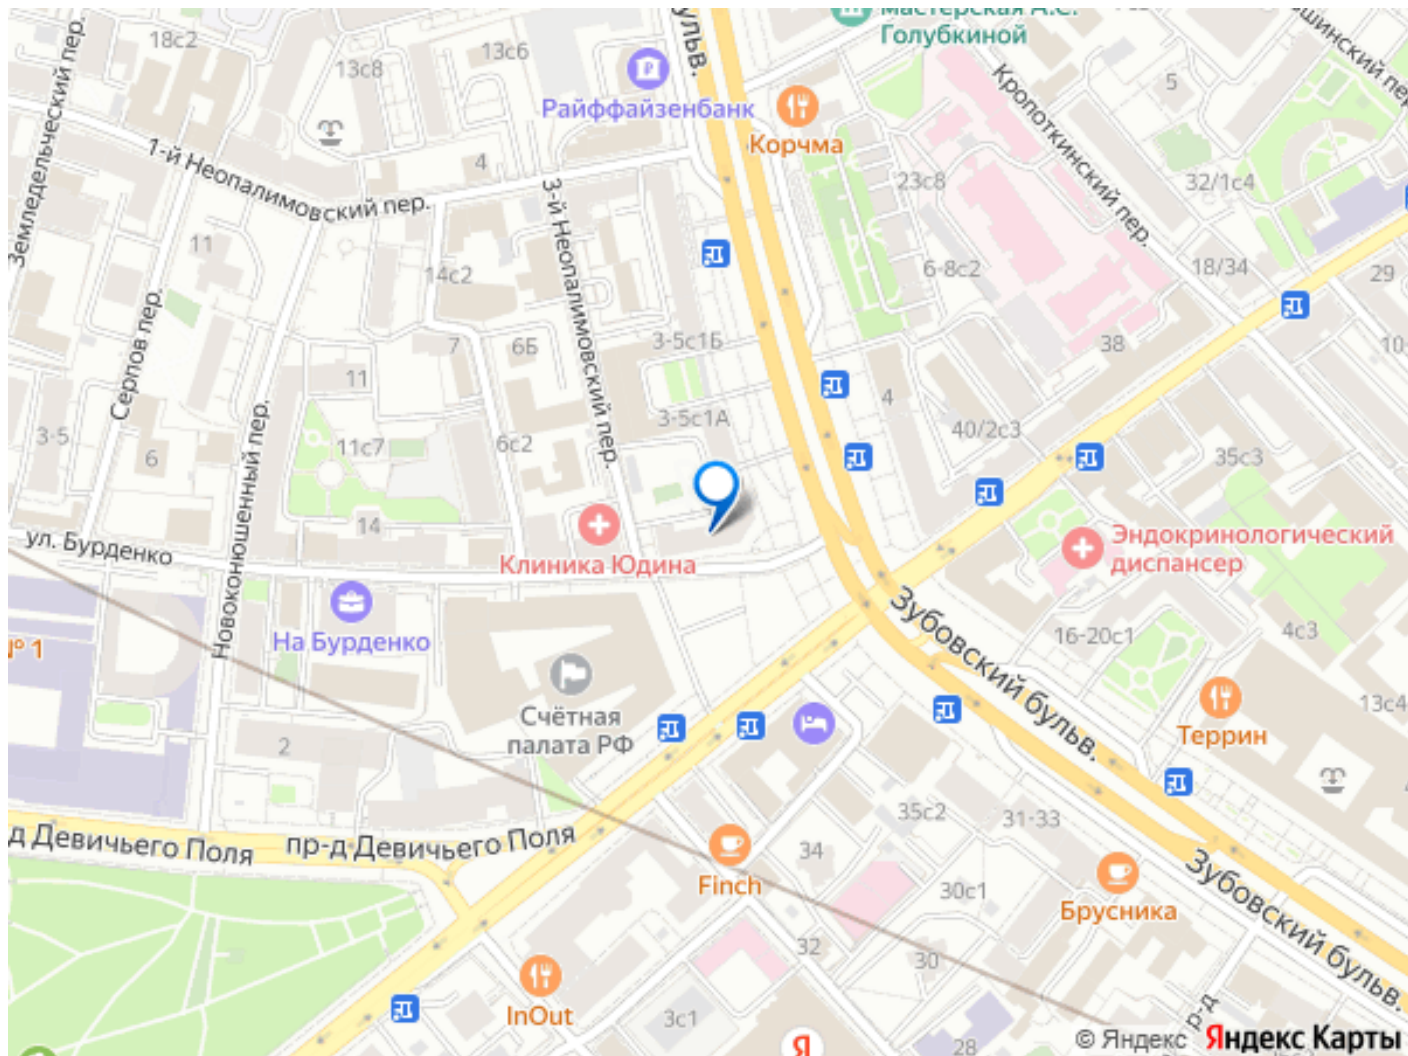 Мастерская А.С.
Голубкиной
18с2
13с6
13с8
Земледельческий пер.
бульв.
Райффайзенбанк
Корчма
Кропоткинский пер.
5
1-й Неопалимовский пер.
4
23с8
32/1с4
3-й Неопалимовский пер.
11
14с2
6-8с2
18/34
29
Серпов пер.
7
6Б
3-5с1Б
38
10
11
4
3-5
6
11с7
6с2
3-5с1А
40/2с3
35с3
Новоконюшенный пер.
14
ул. Бурденко
Клиника Юдина
Эндокринологический
диспансер
На Бурденко
Зубовский бульв.
16-20с1
4с3
№ 1
Счётная
палата РФ
2
13с4
Террин
д Девичьего Поля
пр-д Девичьего Поля
35с2
31-33
34
Finch
30с1
Брусника
Зубовский бульв.
32
30
InOut
3с1
р-д
28
Я
© Яндекс Яндекс Карты